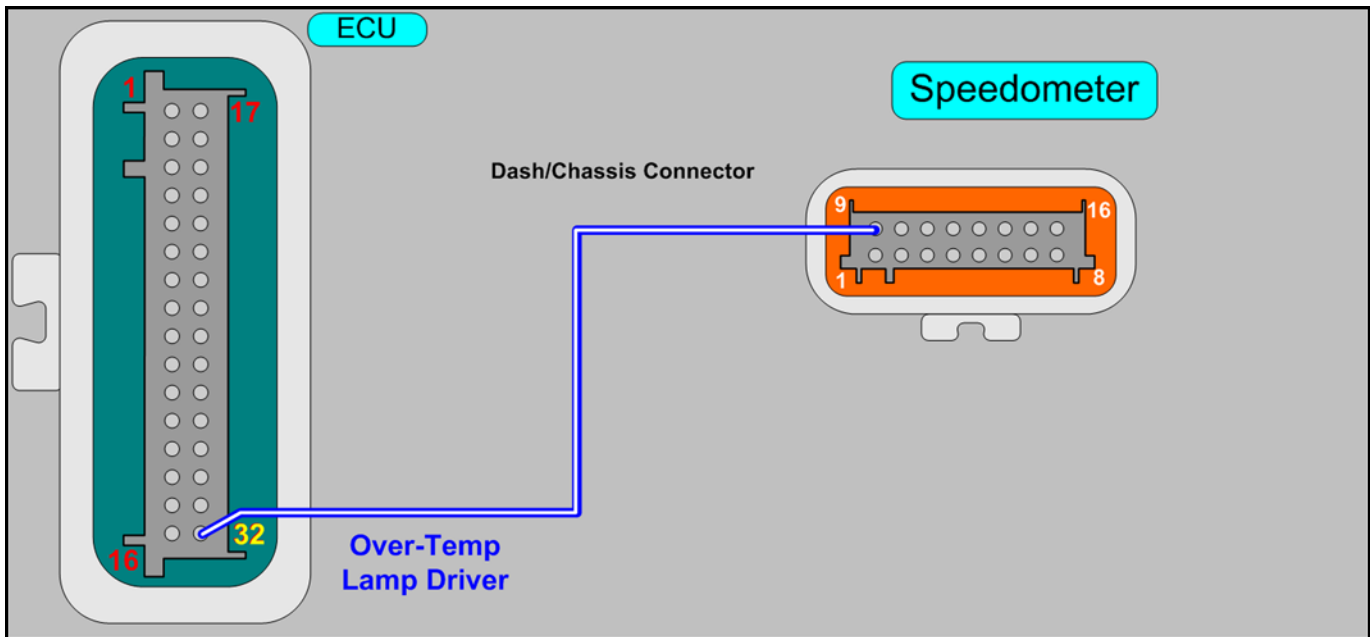 ECU
Speedometer
1
17
Dash/Chassis Connector
9
16
1
8
32
16
Over-Temp
Lamp Driver